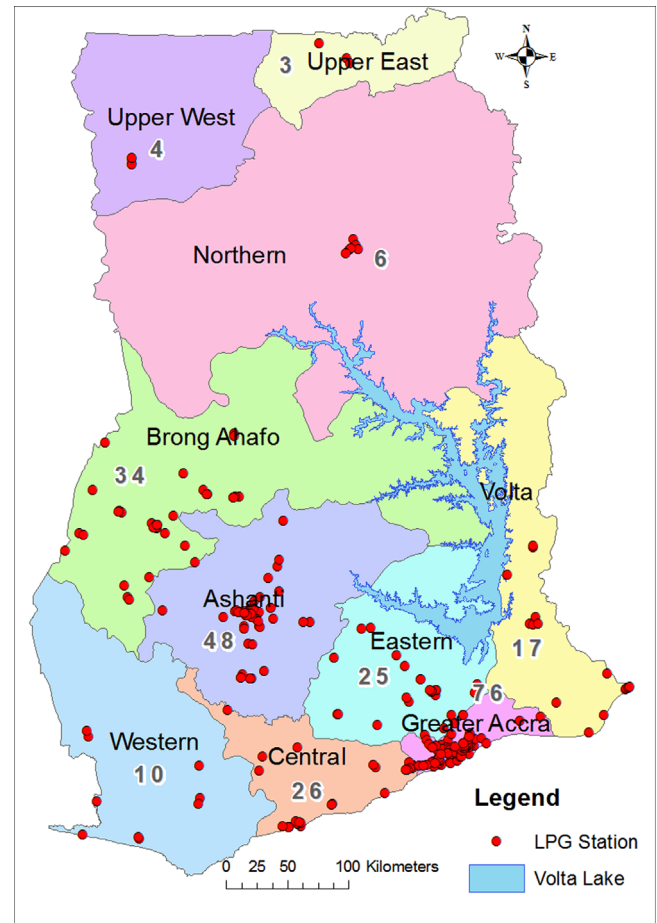 N
W E
S
3
Upper East
Upper West
4
Northern
6
Brong Ahafo
34
Volta
Ashanti
48
Eastern
25
17
76
Greater Accra
Western
10
Central
26
Legend
LPG Station
Volta Lake
0 25 50 100 Kilometers